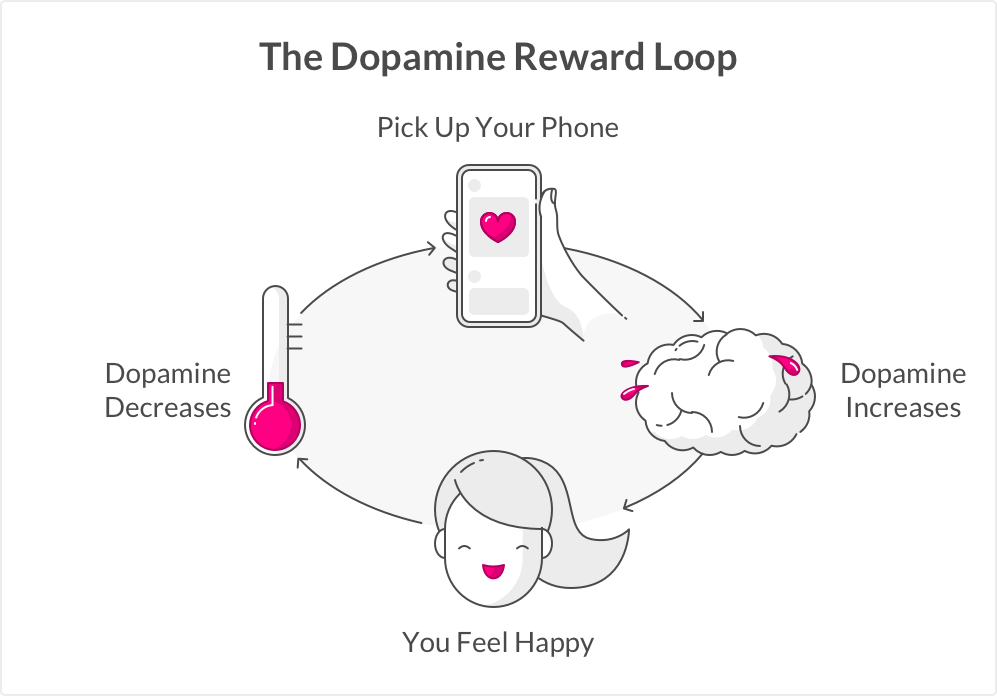 The Dopamine Reward Loop
Pick Up Your Phone
Dopamine
Decreases
Dopamine
Increases
You Feel Happy